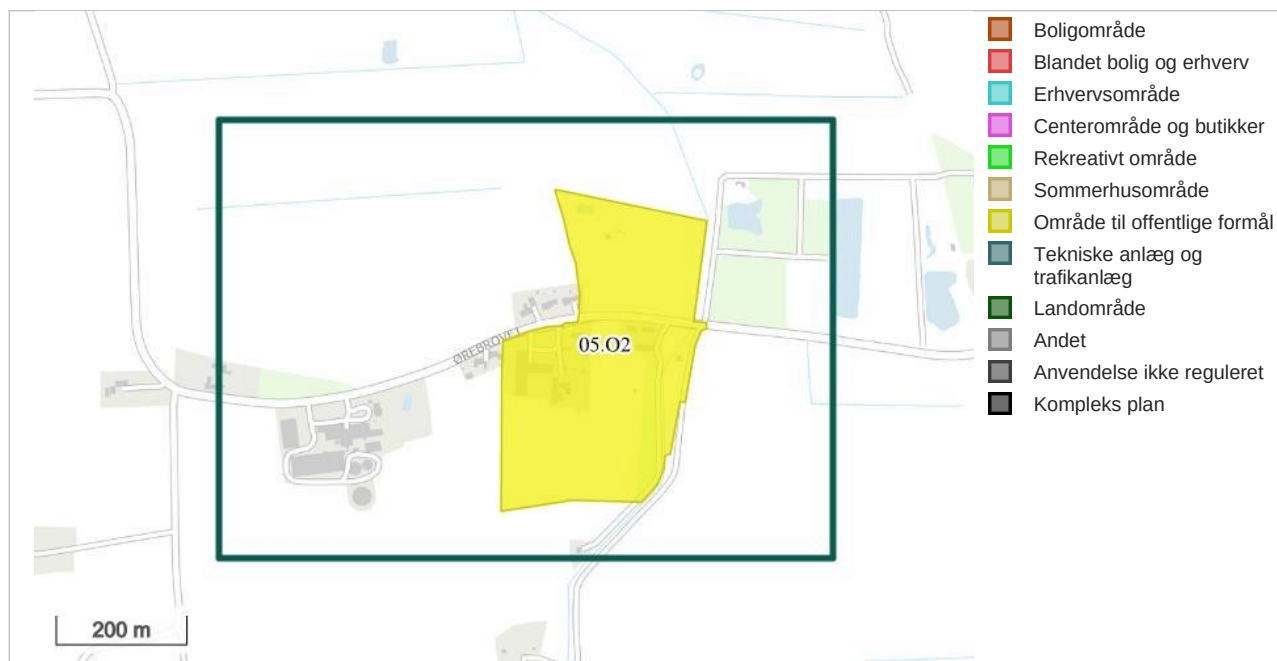 ØREBROVEJ
05.O2
200 m
Boligområde
Blandet bolig og erhverv
Erhvervsområde
Centerområde og butikker
Rekreativt område
Sommerhusområde
Område til offentlige formål
Tekniske anlæg og
trafikanlæg
Landområde
Andet
Anvendelse ikke reguleret
Kompleks plan